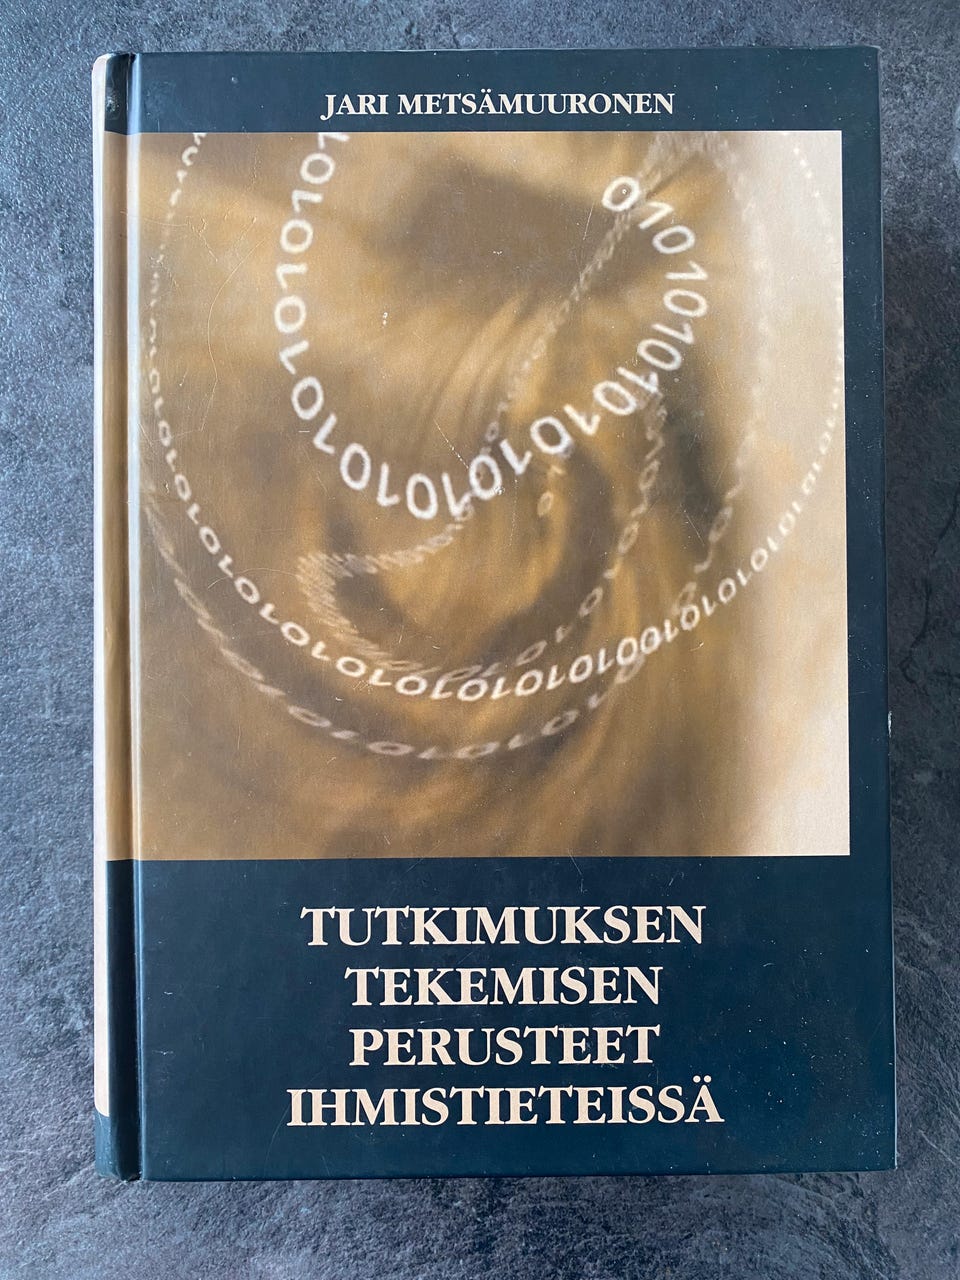 JARI METSÄMUURONEN
TUTKIMUKSEN
TEKEMISEN
PERUSTEET
IHMISTIETEISSÄ